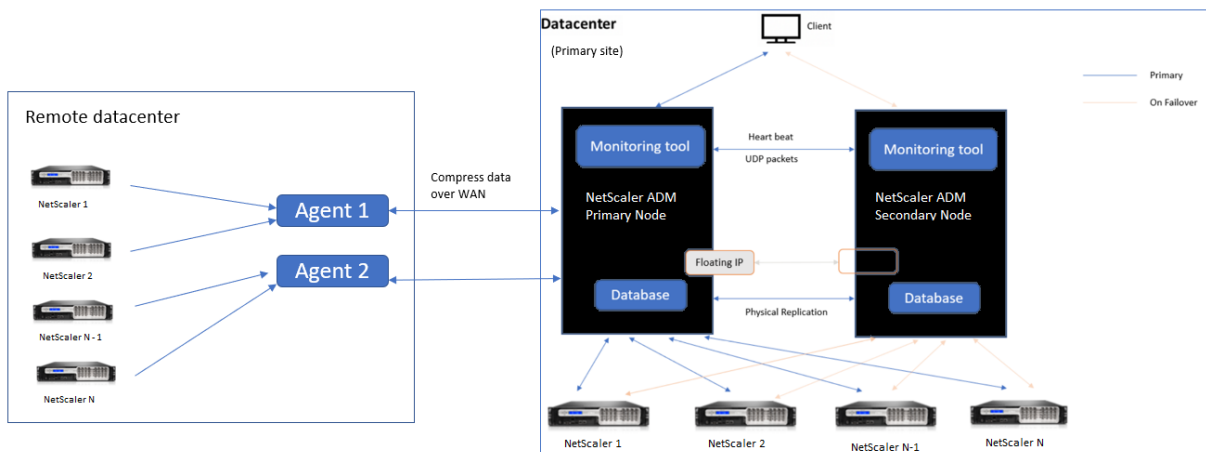 Datacenter
(Primary site)
Client
Primary
On Failover
Remote datacenter
NetScaler 1
NetScaler 2
NetScaler N - 1
NetScaler N
Agent 1
Agent 2
Compress data
over WAN
Monitoring tool
NetScaler ADM
Primary Node
Floating IP
Database
Heart beat
UDP packets
Physical Replication
Monitoring tool
NetScaler ADM
Secondary Node
Database
NetScaler 1
NetScaler 2
NetScaler N-1
NetScaler N